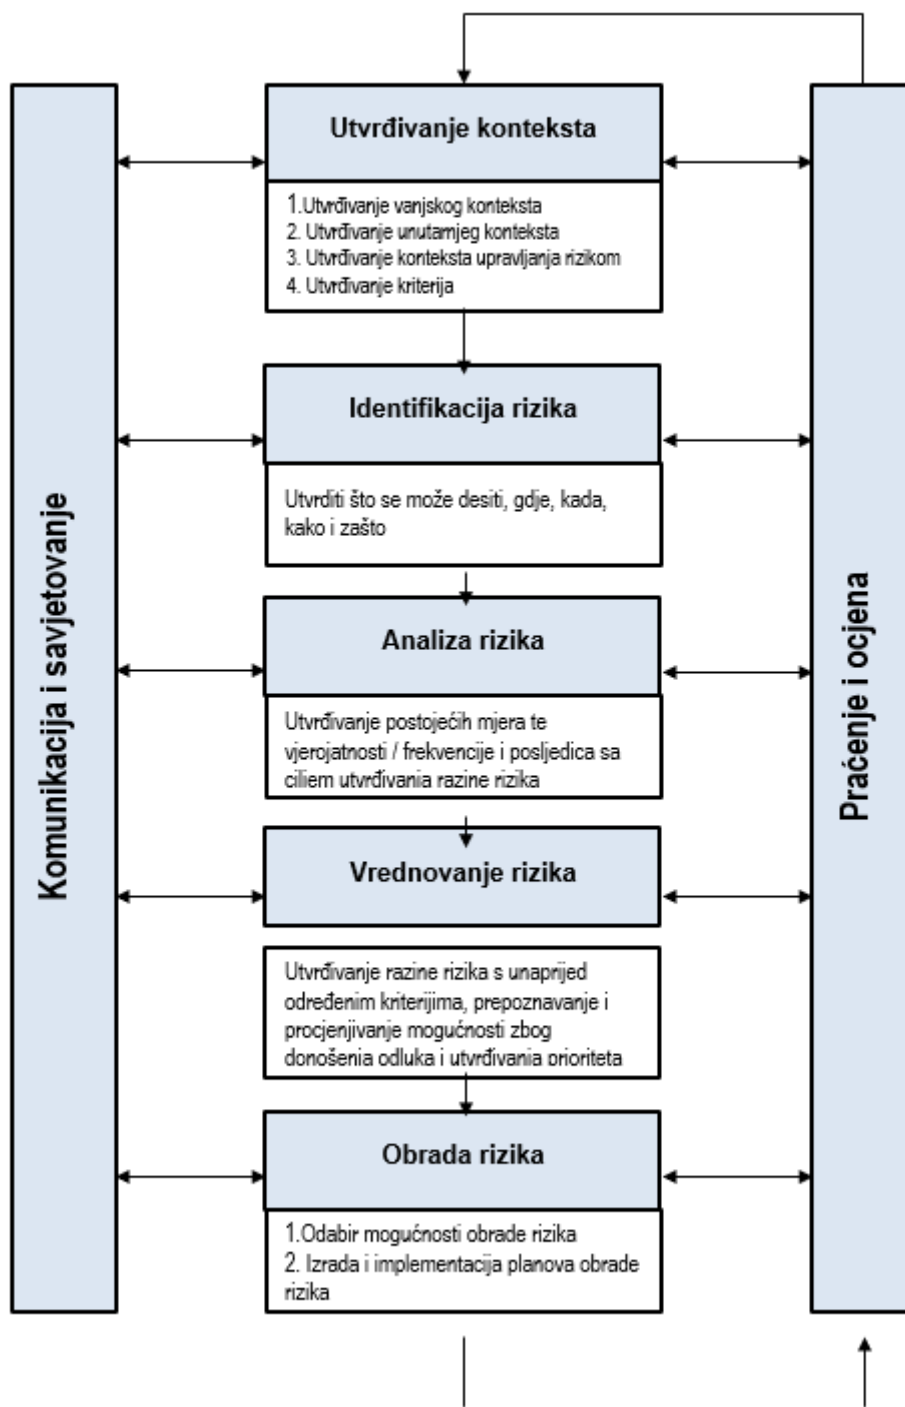 Komunikacija i savjetovanje
Utvrđivanje konteksta
1.Utvrđivanje vanjskog konteksta
2. Utvrđivanje unutarnjeg konteksta
3. Utvrđivanje konteksta upravljanja rizikom
4. Utvrđivanje kriterija
Identifikacija rizika
Utvrditi što se može desiti, gdje, kada,
kako i zašto
Analiza rizika
Utvrđivanje postojećih mjera te
vjerojatnosti / frekvencije i posljedica sa
ciljem utvrđivanja razine rizika
Vrednovanje rizika
Utvrđivanje razine rizika s unaprijed
određenim kriterijima, prepoznavanje i
procjenjivanje mogućnosti zbog
donošenja odluka i utvrđivanja prioriteta
Obrada rizika
1.Odabir mogućnosti obrade rizika
2. Izrada i implementacija planova obrade
rizika
Praćenje i ocjena